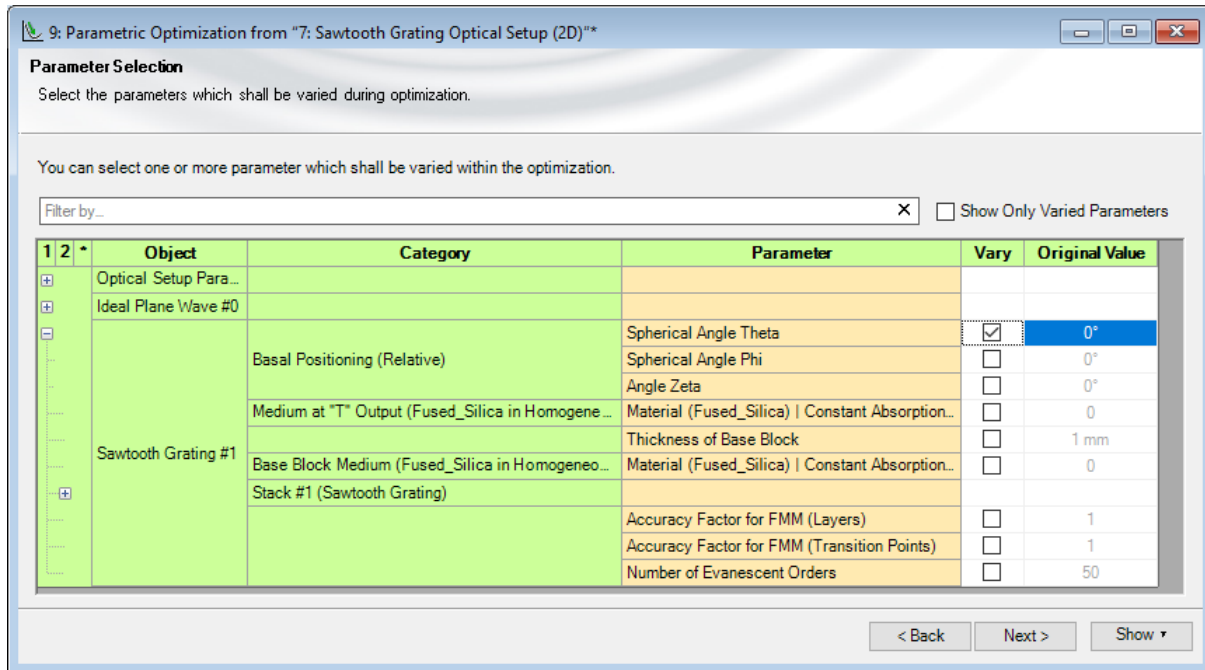 9: Parametric Optimization from "7: Sawtooth Grating Optical Setup (2D)"*
Parameter Selection
Select the parameters which shall be varied during optimization.
You can select one or more parameter which shall be varied within the optimization.
Filter by... × Show Only Varied Parameters
1 2 * Object Category Parameter Vary Original Value
Optical Setup Para...
Ideal Plane Wave #0
Spherical Angle Theta 0°
Basal Positioning (Relative) Spherical Angle Phi 0°
Angle Zeta 0°
Medium at "T" Output (Fused_Silica in Homogene... Material (Fused_Silica) | Constant Absorption... 0
Thickness of Base Block 1 mm
Sawtooth Grating #1
Base Block Medium (Fused_Silica in Homogeneo... Material (Fused_Silica) | Constant Absorption... 0
Stack #1 (Sawtooth Grating)
Accuracy Factor for FMM (Layers) 1
Accuracy Factor for FMM (Transition Points) 1
Number of Evanescent Orders 50
< Back Next > Show